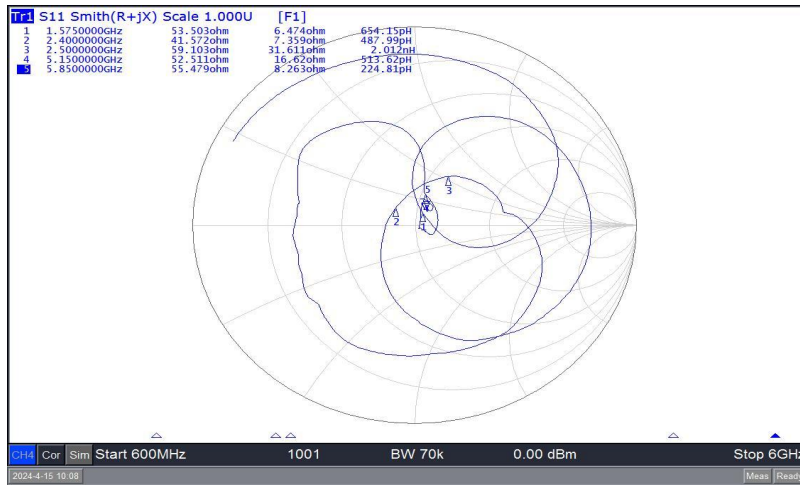 Tr1 S11 Smith(R+jX) Scale 1.000U [F1]
1 1.5750000GHz 53.503ohm 6.474ohm 654.15pH
2 2.4000000GHz 41.572ohm 7.359ohm 487.99pH
3 2.5000000GHz 59.103ohm 31.611ohm 2.012nH
4 5.1500000GHz 52.511ohm 16.62ohm 513.62pH
5 5.8500000GHz 55.479ohm 8.263ohm 224.81pH
5
3
4
2
1
CH4 Cor Sim Start 600MHz 1001 BW 70k 0.00 dBm Stop 6GHz
2024-4-15 10:08 Meas Ready